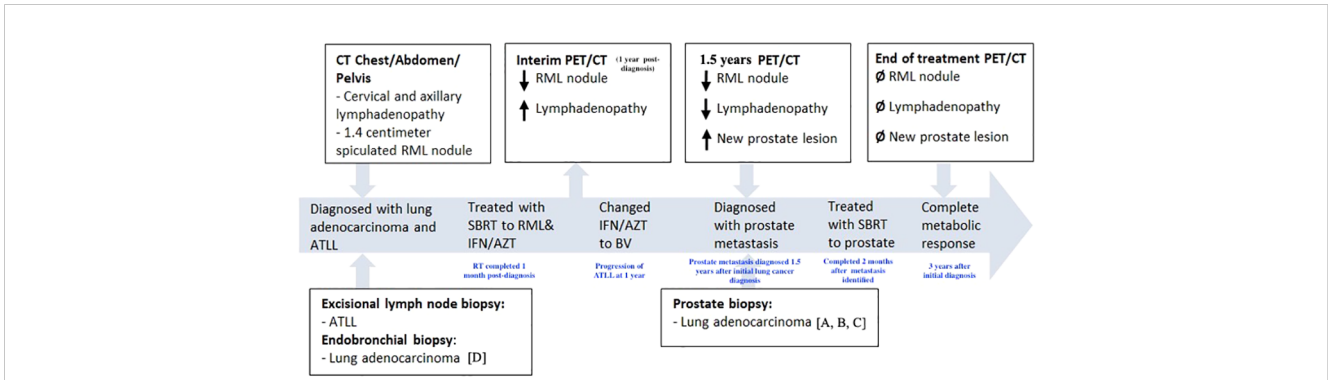 CT Chest/Abdomen/
Pelvis
- Cervical and axillary
lymphadenopathy
- 1.4 centimeter
spiculated RML nodule
Interim PET/CT (1 year post-
diagnosis)
↓ RML nodule
↑ Lymphadenopathy
1.5 years PET/CT
↓ RML nodule
↓ Lymphadenopathy
↑ New prostate lesion
End of treatment PET/CT
Ø RML nodule
Ø Lymphadenopathy
Ø New prostate lesion
Diagnosed with lung
adenocarcinoma and
ATLL
Treated with
SBRT to RML&
IFN/AZT
RT completed 1
month post-diagnosis
Changed
IFN/AZT
to BV
Progression of
ATLL at 1 year
Diagnosed
with prostate
metastasis
Prostate metastasis diagnosed 1.5
years after initial lung cancer
diagnosis
Treated
with SBRT
to prostate
Completed 2 months
after metastasis
identified
Complete
metabolic
response
3 years after
initial diagnosis
Excisional lymph node biopsy:
- ATLL
Endobronchial biopsy:
- Lung adenocarcinoma [D]
Prostate biopsy:
- Lung adenocarcinoma [A, B, C]